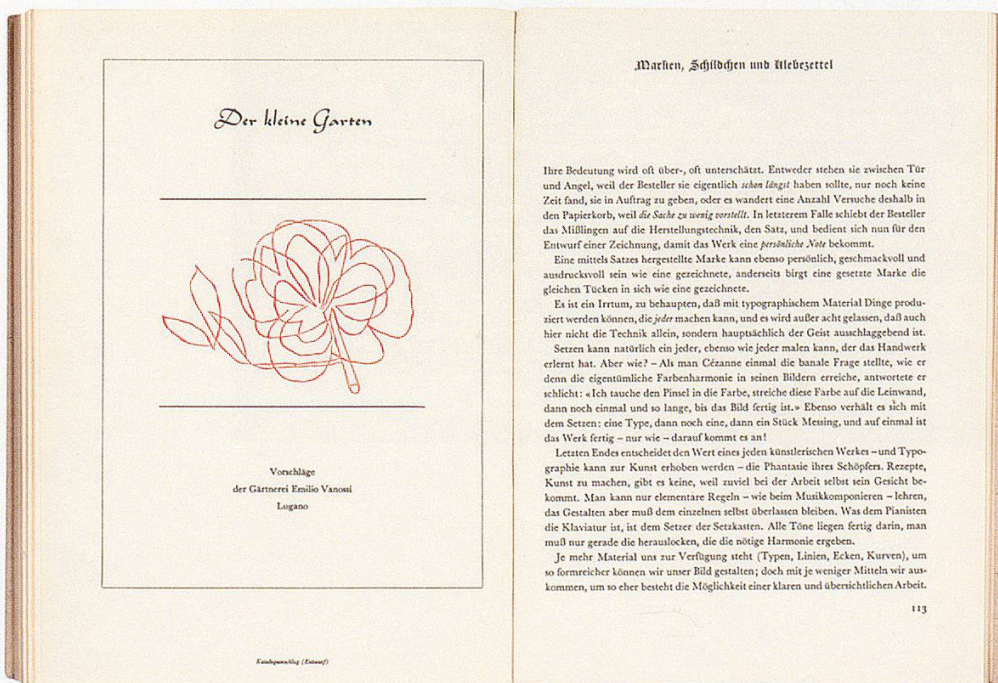 Der kleine Garten
Vorschläge
der Gärtnerei Emilio Vanossi
Lugano
Katalogumschlag (Entwurf)
Marken, Schildchen und Klebezettel
Ihre Bedeutung wird oft über-, oft unterschätzt. Entweder stehen sie zwischen Tür
und Angel, weil der Besteller sie eigentlich schon längst haben sollte, nur noch keine
Zeit fand, sie in Auftrag zu geben, oder es wandert eine Anzahl Versuche deshalb in
den Papierkorb, weil die Sache zu wenig vorstellt. In letzterem Falle schiebt der Besteller
das Mißlingen auf die Herstellungstechnik, den Satz, und bedient sich nun für den
Entwurf einer Zeichnung, damit das Werk eine persönliche Note bekommt.
Eine mittels Satzes hergestellte Marke kann ebenso persönlich, geschmackvoll und
ausdrucksvoll sein wie eine gezeichnete, anderseits birgt eine gesetzte Marke die
gleichen Tücken in sich wie eine gezeichnete.
Es ist ein Irrtum, zu behaupten, daß mit typographischem Material Dinge produ-
ziert werden können, die jeder machen kann, und es wird außer acht gelassen, daß auch
hier nicht die Technik allein, sondern hauptsächlich der Geist ausschlaggebend ist.
Setzen kann natürlich ein jeder, ebenso wie jeder malen kann, der das Handwerk
erlernt hat. Aber wie? – Als man Cézanne einmal die banale Frage stellte, wie er
denn die eigentümliche Farbenharmonie in seinen Bildern erreiche, antwortete er
schlicht: «Ich tauche den Pinsel in die Farbe, streiche diese Farbe auf die Leinwand,
dann noch einmal und so lange, bis das Bild fertig ist.» Ebenso verhält es sich mit
dem Setzen: eine Type, dann noch eine, dann ein Stück Messing, und auf einmal ist
das Werk fertig – nur wie – darauf kommt es an!
Letzten Endes entscheidet den Wert eines jeden künstlerischen Werkes – und Typo-
graphie kann zur Kunst erhoben werden – die Phantasie ihres Schöpfers. Rezepte,
Kunst zu machen, gibt es keine, weil zuviel bei der Arbeit selbst sein Gesicht be-
kommt. Man kann nur elementare Regeln – wie beim Musikkomponieren – lehren,
das Gestalten aber muß dem einzelnen selbst überlassen bleiben. Was dem Pianisten
die Klaviatur ist, ist dem Setzer der Setzkasten. Alle Töne liegen fertig darin, man
muß nur gerade die herauslocken, die die nötige Harmonie ergeben.
Je mehr Material uns zur Verfügung steht (Typen, Linien, Ecken, Kurven), um
so formreicher können wir unser Bild gestalten; doch mit je weniger Mitteln wir aus-
kommen, um so eher besteht die Möglichkeit einer klaren und übersichtlichen Arbeit.
113